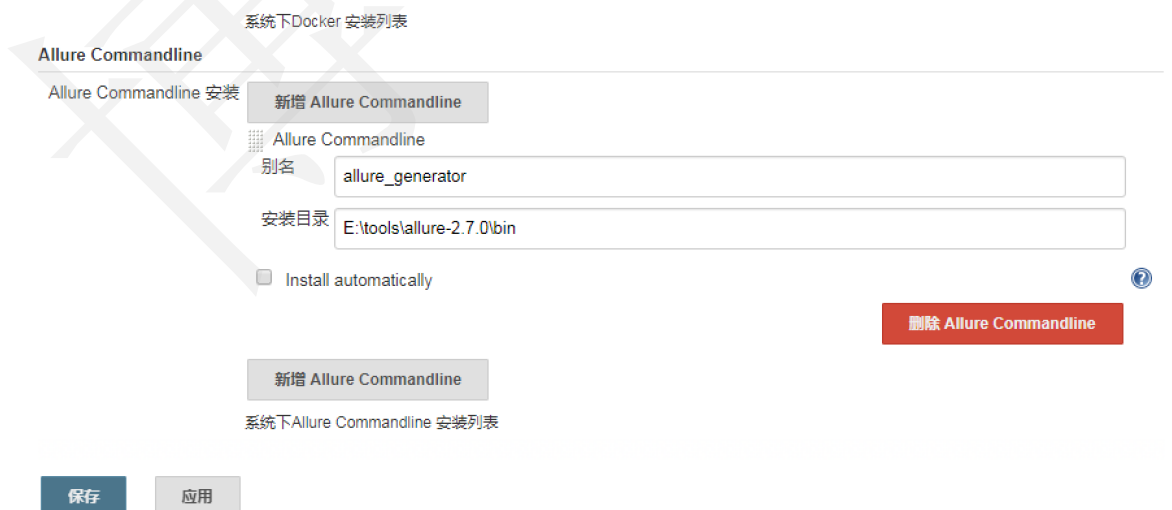 系统下Docker 安装列表
Allure Commandline
Allure Commandline 安装
新增 Allure Commandline
Allure Commandline
别名
allure_generator
安装目录
E:\tools\allure-2.7.0\bin
Install automatically
删除 Allure Commandline
新增 Allure Commandline
系统下Allure Commandline 安装列表
保存
应用